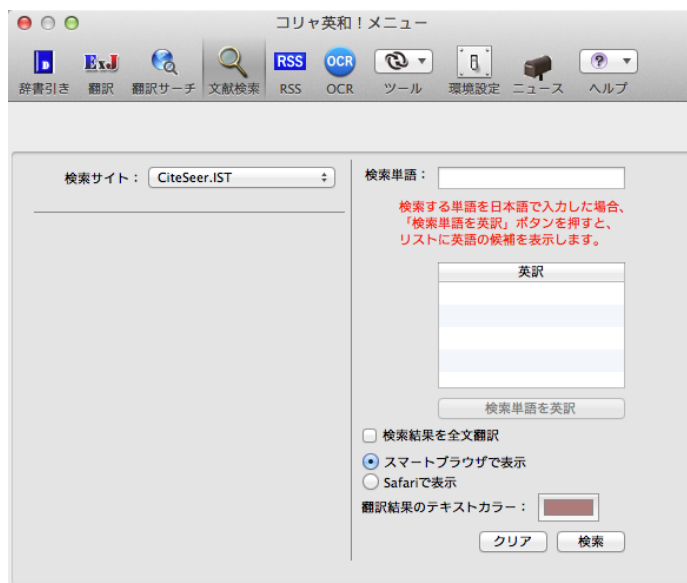 コリャ英和！メニュー
D ExJ RSS OCR ?
辞書引き 翻訳 翻訳サーチ 文献検索 RSS OCR ツール 環境設定 ニュース ヘルプ
検索サイト： CiteSeer.IST
検索単語：
検索する単語を日本語で入力した場合、
「検索単語を英訳」ボタンを押すと、
リストに英語の候補を表示します。
英訳
検索単語を英訳
検索結果を全文翻訳
スマートブラウザで表示
Safariで表示
翻訳結果のテキストカラー：
クリア 検索